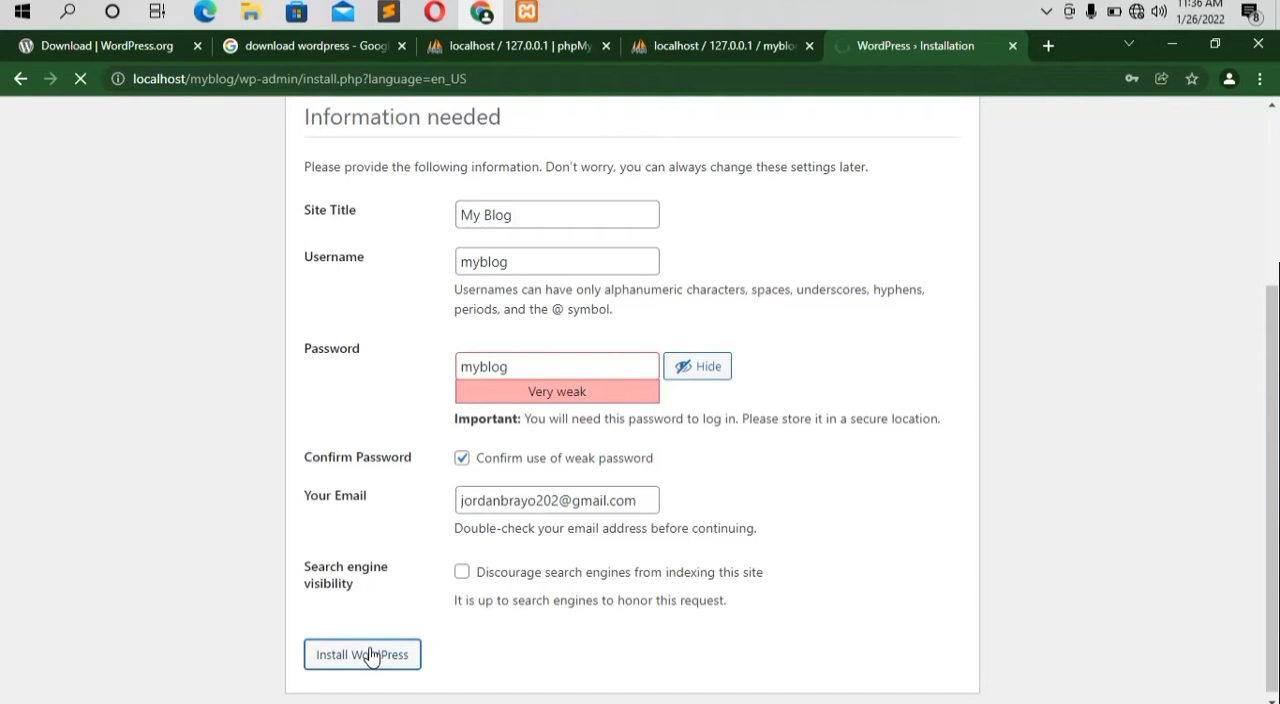 11:36 AM
1/26/2022
8
Download | WordPress.org
download wordpress - Googl
localhost / 127.0.0.1 | phpMy
localhost / 127.0.0.1 / myblo
WordPress › Installation
localhost/myblog/wp-admin/install.php?language=en_US
Information needed
Please provide the following information. Don't worry, you can always change these settings later.
Site Title
My Blog
Username
myblog
Usernames can have only alphanumeric characters, spaces, underscores, hyphens,
periods, and the @ symbol.
Password
myblog
Hide
Very weak
Important: You will need this password to log in. Please store it in a secure location.
Confirm Password
Confirm use of weak password
Your Email
jordanbrayo202@gmail.com
Double-check your email address before continuing.
Search engine
visibility
Discourage search engines from indexing this site
It is up to search engines to honor this request.
Install WordPress